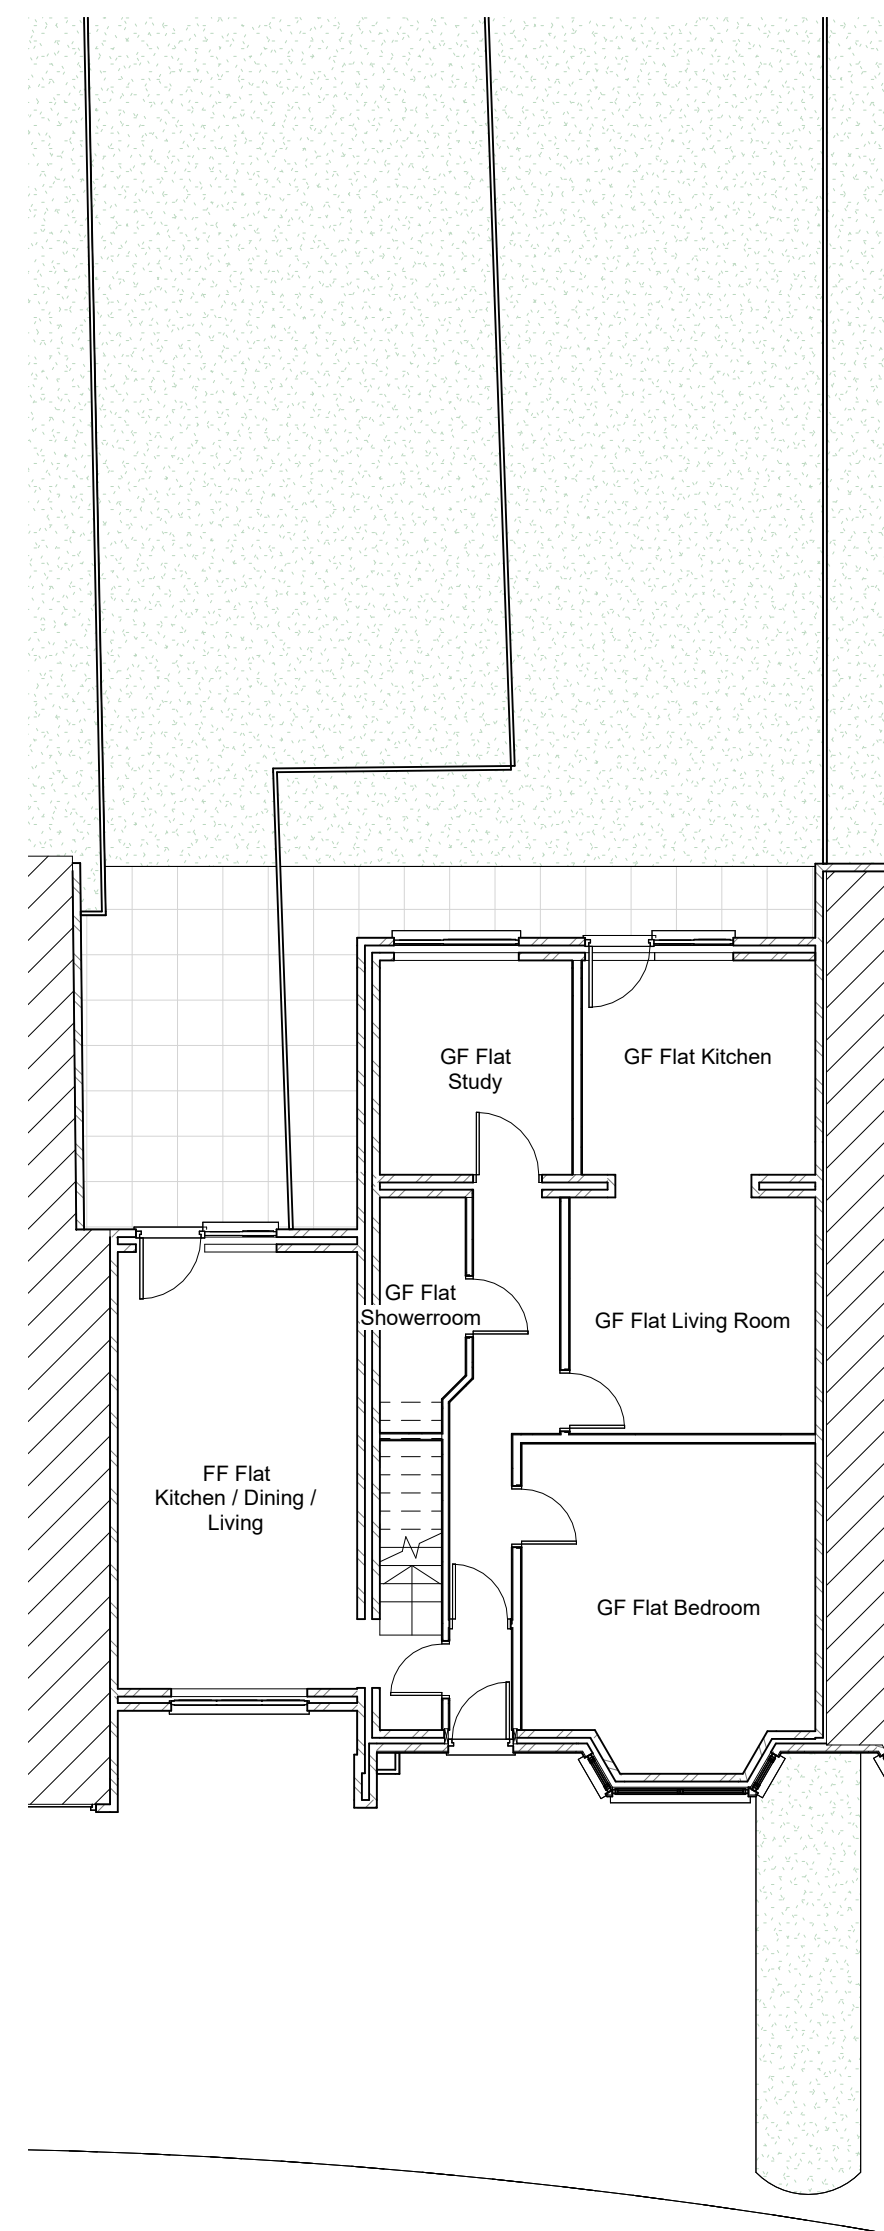 GF Flat
Study
GF Flat Kitchen
GF Flat
Showerroom
GF Flat Living Room
FF Flat
Kitchen / Dining /
Living
GF Flat Bedroom